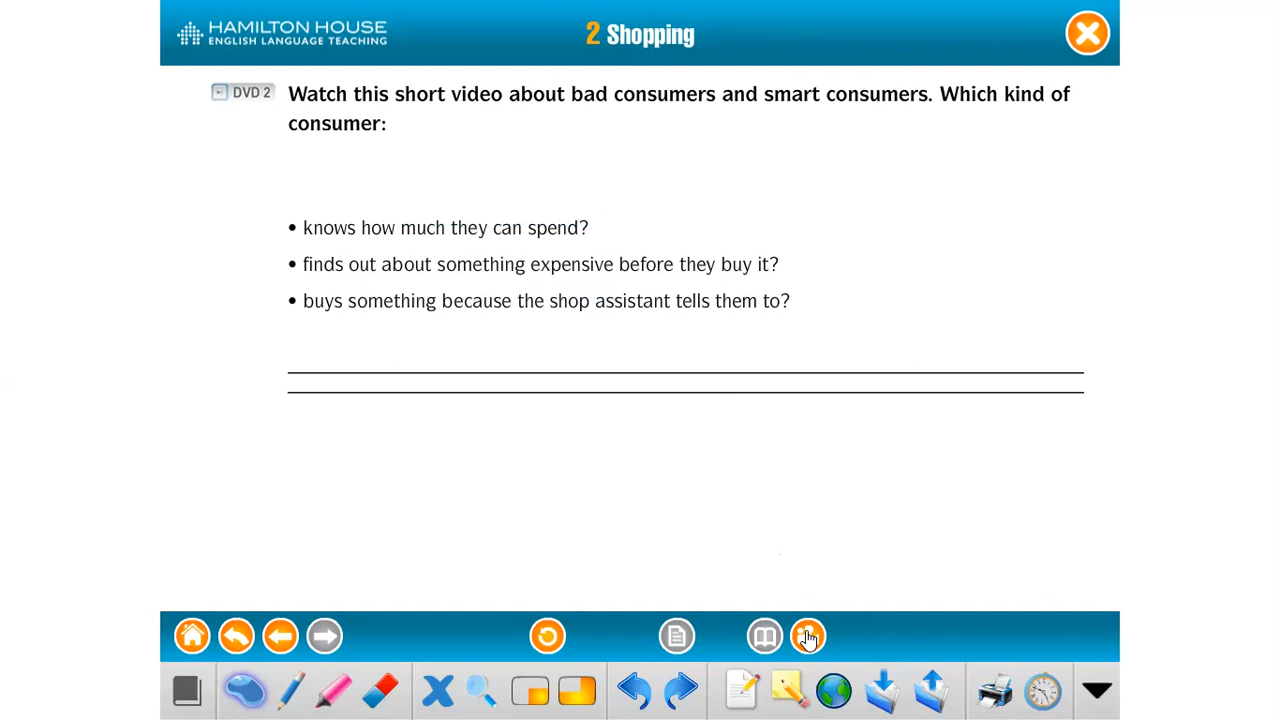 HAMILTON HOUSE
ENGLISH LANGUAGE TEACHING
2 Shopping
DVD 2
Watch this short video about bad consumers and smart consumers. Which kind of
consumer:
• knows how much they can spend?
• finds out about something expensive before they buy it?
• buys something because the shop assistant tells them to?